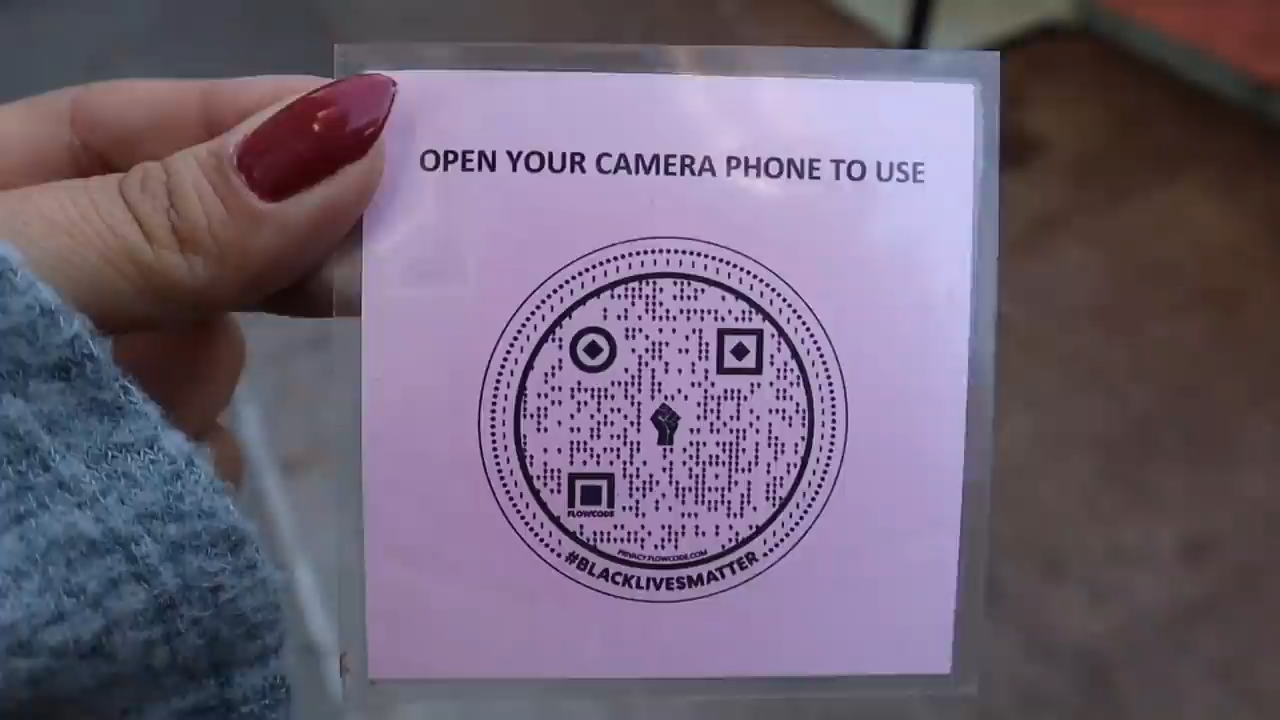 OPEN YOUR CAMERA PHONE TO USE
FLOWCODE
PRIVACY.FLOWCODE.COM
#BLACKLIVESMATTER